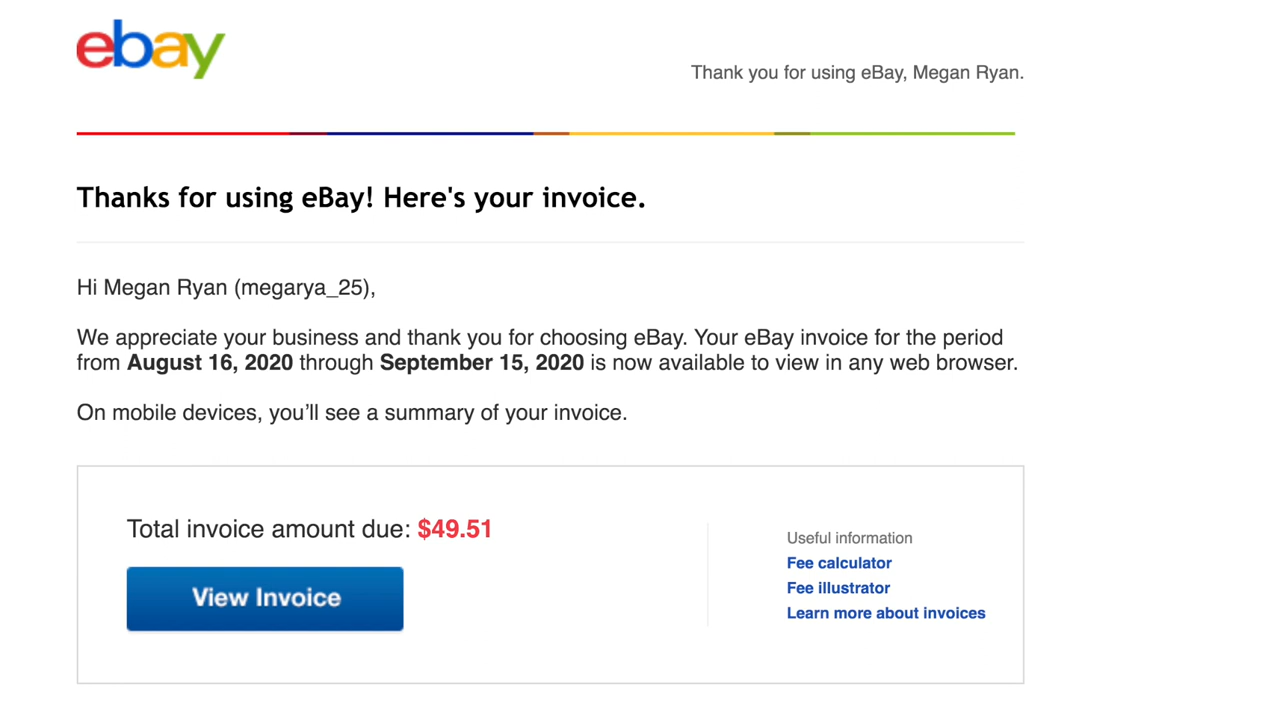 ebay
Thank you for using eBay, Megan Ryan.
Thanks for using eBay! Here's your invoice.
Hi Megan Ryan (megarya_25),
We appreciate your business and thank you for choosing eBay. Your eBay invoice for the period
from August 16, 2020 through September 15, 2020 is now available to view in any web browser.
On mobile devices, you’ll see a summary of your invoice.
Total invoice amount due: $49.51
View Invoice
Useful information
Fee calculator
Fee illustrator
Learn more about invoices